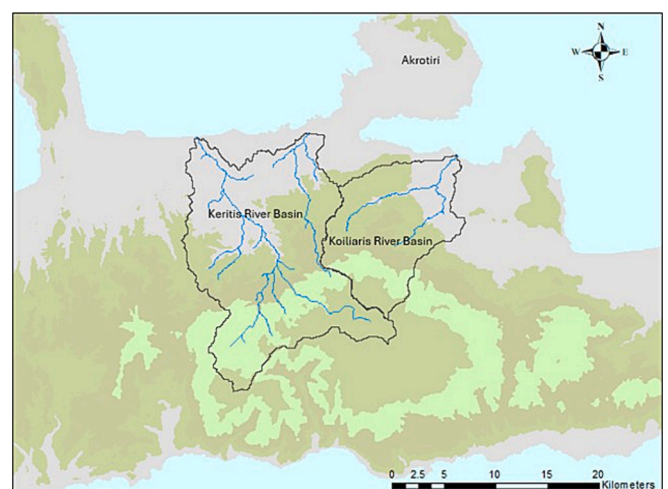 N
W E
S
Akrotiri
Keritis River Basin
Koiliaris River Basin
0 2.5 5 10 15 20
Kilometers